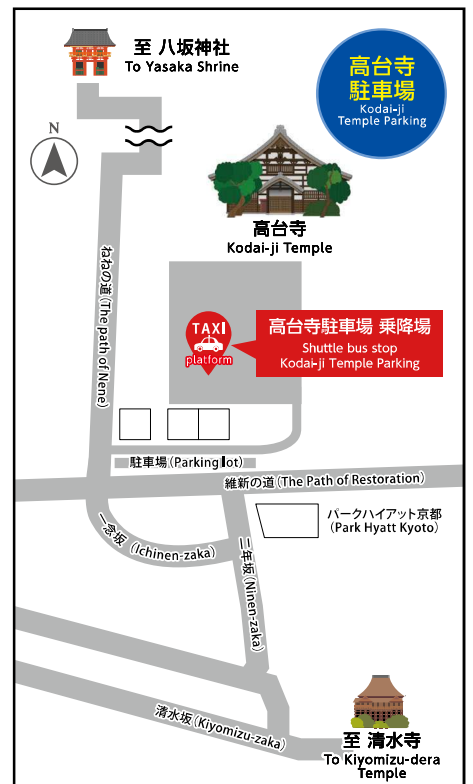 至 八坂神社
To Yasaka Shrine
高台寺
駐車場
Kodai-ji
Temple Parking
N
高台寺
Kodai-ji Temple
ねねの道(The path of Nene)
TAXI
platform
高台寺駐車場 乗降場
Shuttle bus stop
Kodai-ji Temple Parking
駐車場(Parking lot)
維新の道(The Path of Restoration)
パークハイアット京都
(Park Hyatt Kyoto)
一念坂 (Ichinen-zaka)
二年坂(Ninen-zaka)
清水坂(Kiyomizu-zaka)
至 清水寺
To Kiyomizu-dera
Temple